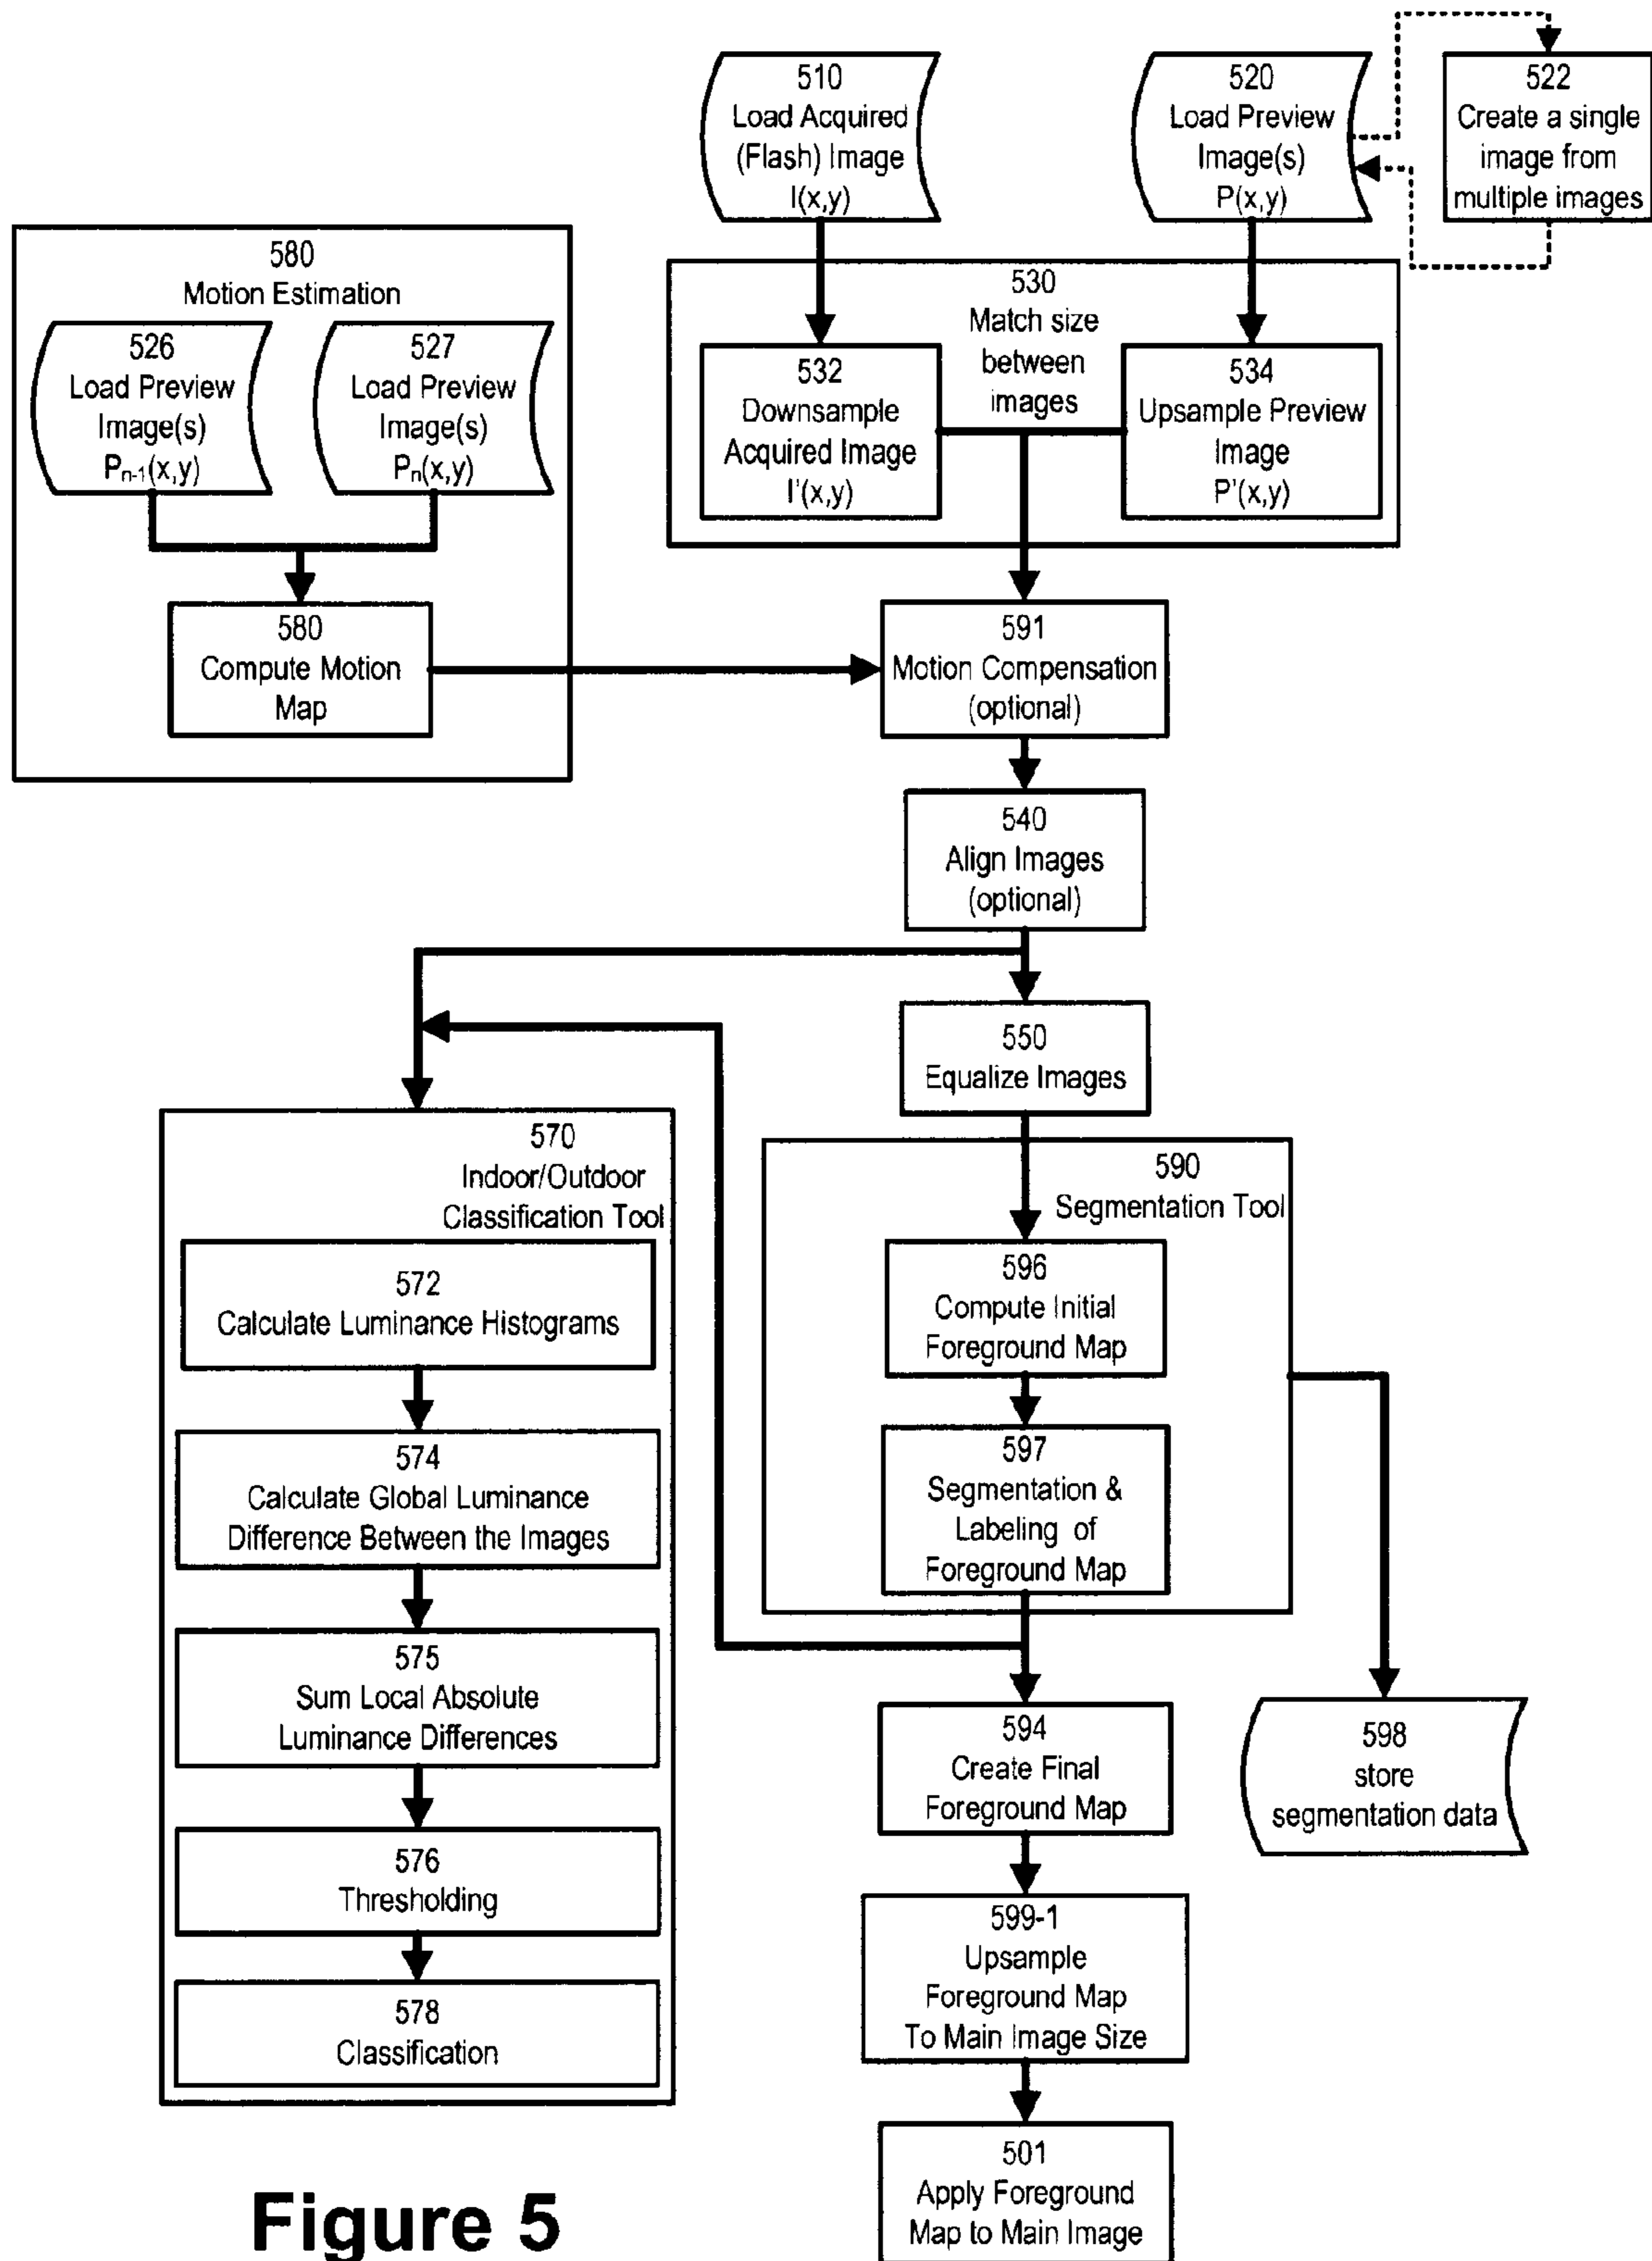 510
Load Acquired
(Flash) Image
I(x,y)
520
Load Preview
Image(s)
P(x,y)
522
Create a single
image from
multiple images
580
Motion Estimation
526
Load Preview
Image(s)
Pn-1(x,y)
527
Load Preview
Image(s)
Pn(x,y)
580
Compute Motion
Map
530
Match size
between
images
532
Downsample
Acquired Image
I'(x,y)
534
Upsample Preview
Image
P'(x,y)
591
Motion Compensation
(optional)
540
Align Images
(optional)
550
Equalize Images
570
Indoor/Outdoor
Classification Tool
572
Calculate Luminance Histograms
574
Calculate Global Luminance
Difference Between the Images
575
Sum Local Absolute
Luminance Differences
576
Thresholding
578
Classification
590
Segmentation Tool
596
Compute Initial
Foreground Map
597
Segmentation &
Labeling of
Foreground Map
594
Create Final
Foreground Map
598
store
segmentation data
599-1
Upsample
Foreground Map
To Main Image Size
501
Apply Foreground
Map to Main Image
Figure 5